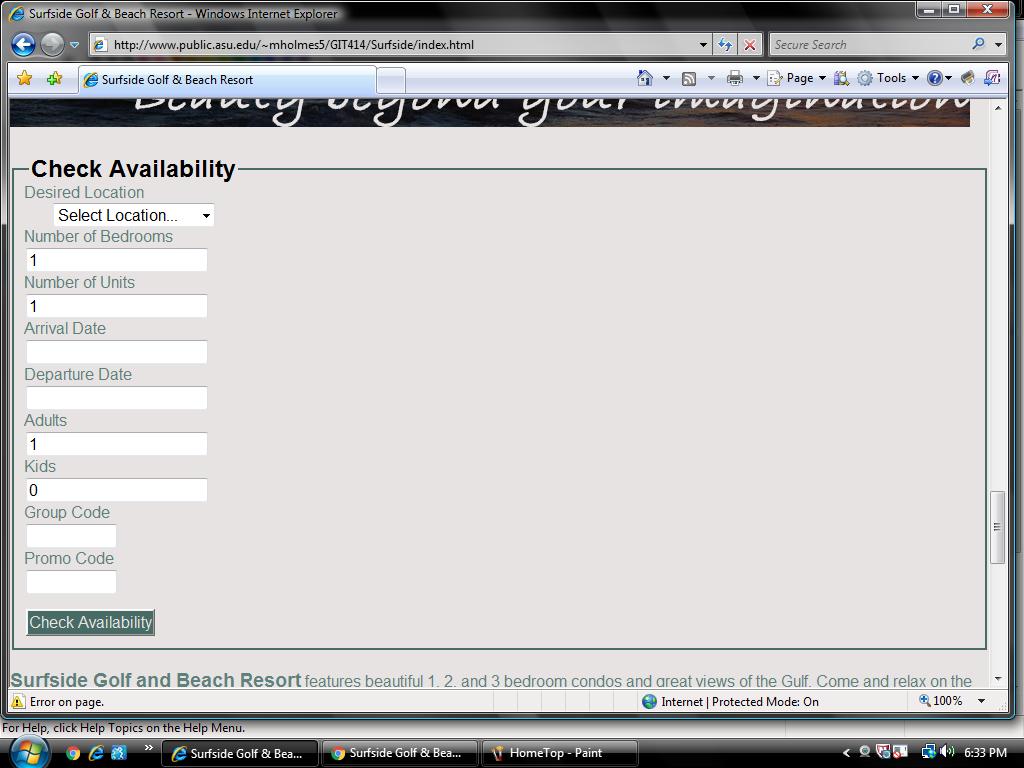 Surfside Golf & Beach Resort - Windows Internet Explorer
http://www.public.asu.edu/~mholmes5/GIT414/Surfside/index.html
Secure Search
Surfside Golf & Beach Resort
Page
Tools
Beauty beyond your imagination
Check Availability
Desired Location
Select Location...
Number of Bedrooms
1
Number of Units
1
Arrival Date
Departure Date
Adults
1
Kids
0
Group Code
Promo Code
Check Availability
Surfside Golf and Beach Resort features beautiful 1, 2, and 3 bedroom condos and great views of the Gulf. Come and relax on the
Error on page.
Internet | Protected Mode: On
100%
For Help, click Help Topics on the Help Menu.
Surfside Golf & Bea...
Surfside Golf & Bea...
HomeTop - Paint
6:33 PM